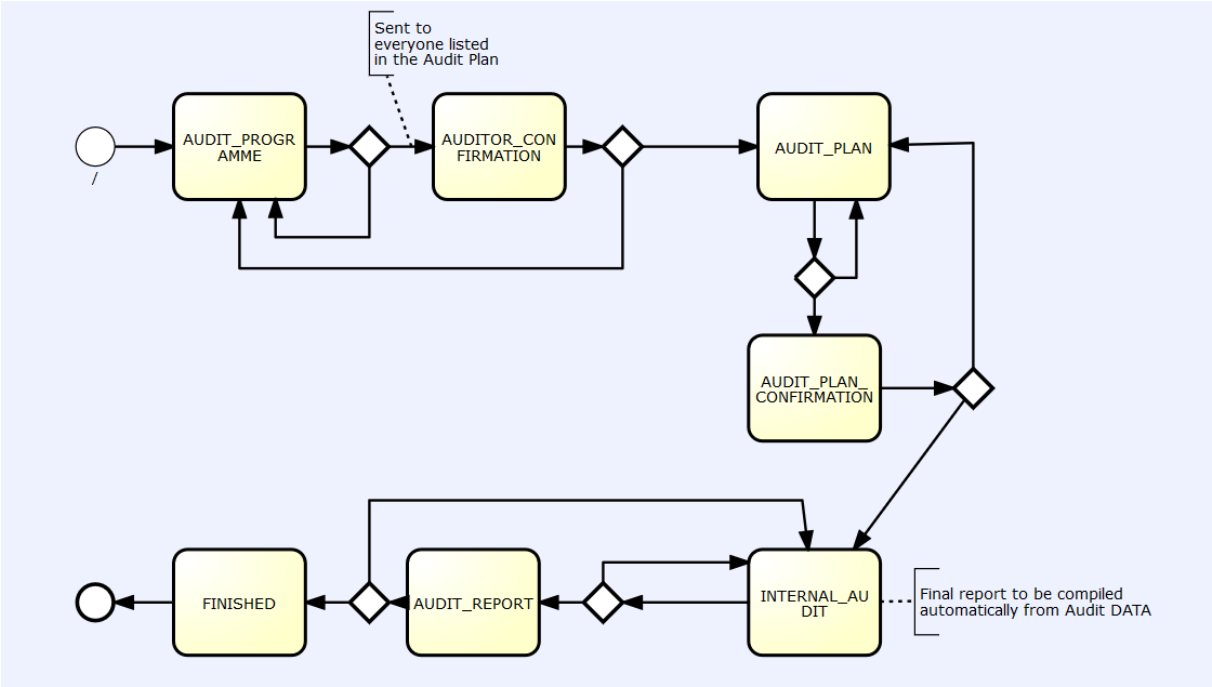 Sent to
everyone listed
in the Audit Plan
AUDIT_PROGR
AMME
AUDITOR_CON
FIRMATION
AUDIT_PLAN
/
AUDIT_PLAN_
CONFIRMATION
FINISHED
AUDIT_REPORT
INTERNAL_AU
DIT
Final report to be compiled
automatically from Audit DATA